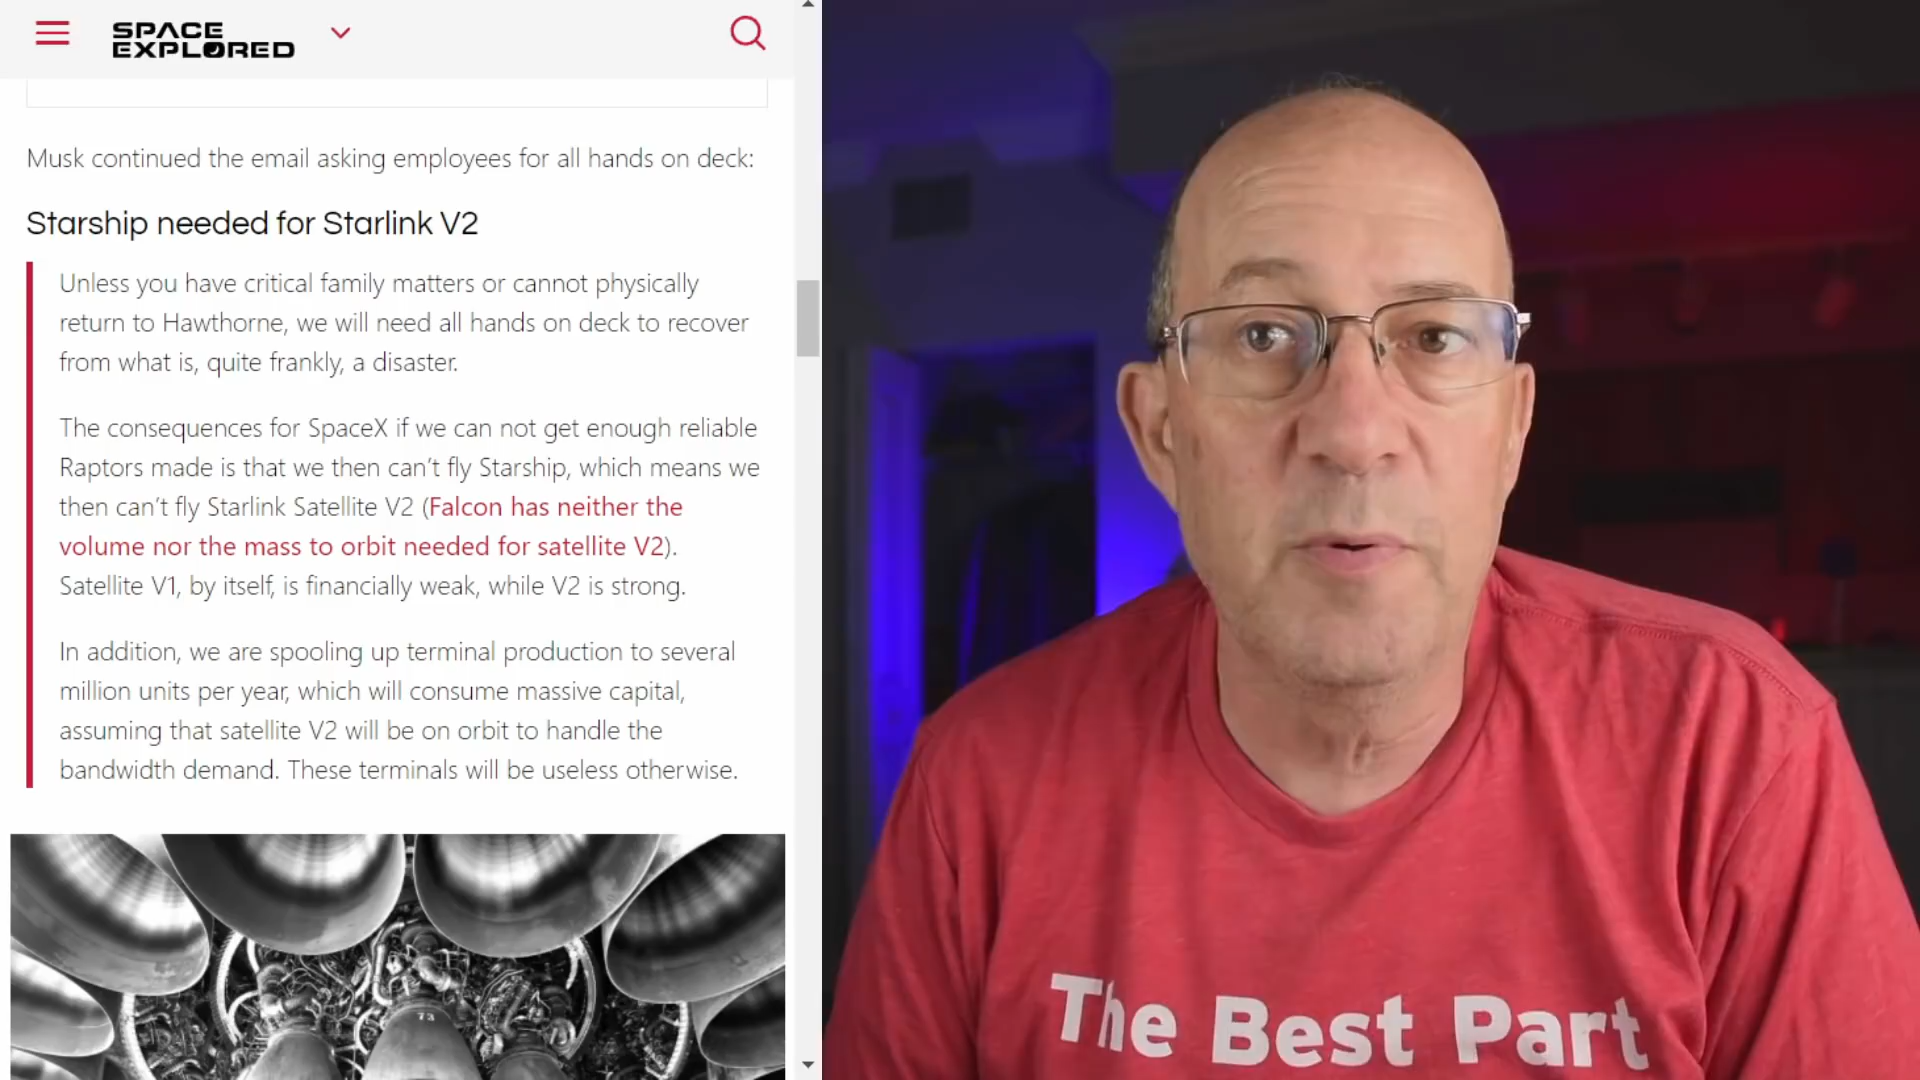 SPACE
EXPLORED
Musk continued the email asking employees for all hands on deck:
Starship needed for Starlink V2
Unless you have critical family matters or cannot physically
return to Hawthorne, we will need all hands on deck to recover
from what is, quite frankly, a disaster.
The consequences for SpaceX if we can not get enough reliable
Raptors made is that we then can't fly Starship, which means we
then can't fly Starlink Satellite V2 (Falcon has neither the
volume nor the mass to orbit needed for satellite V2).
Satellite V1, by itself, is financially weak, while V2 is strong.
In addition, we are spooling up terminal production to several
million units per year, which will consume massive capital,
assuming that satellite V2 will be on orbit to handle the
bandwidth demand. These terminals will be useless otherwise.
73
The Best Part